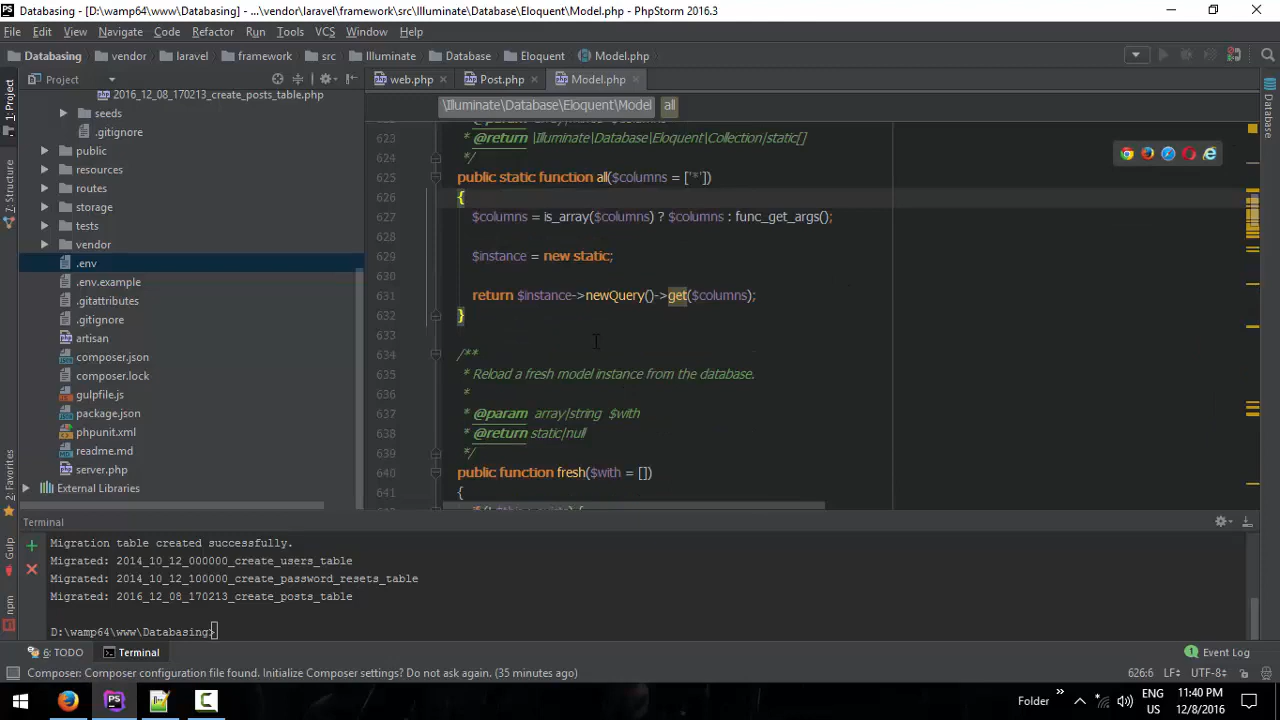 Databasing - [D:\wamp64\www\Databasing] - ...\vendor\laravel\framework\src\Illuminate\Database\Eloquent\Model.php - PhpStorm 2016.3
File Edit View Navigate Code Refactor Run Tools VCS Window Help
Databasing vendor laravel framework src Illuminate Database Eloquent Model.php
Project web.php Post.php Model.php
\Illuminate\Database\Eloquent\Model all
1: Project
7: Structure
2: Favorites
Gulp
npm
Database
2016_12_08_170213_create_posts_table.php
seeds
.gitignore
public
resources
routes
storage
tests
vendor
.env
.env.example
.gitattributes
.gitignore
artisan
composer.json
composer.lock
gulpfile.js
package.json
phpunit.xml
readme.md
server.php
External Libraries
623 * @return \Illuminate\Database\Eloquent\Collection|static[]
624 */
625 public static function all($columns = ['*'])
626 {
627 $columns = is_array($columns) ? $columns : func_get_args();
628
629 $instance = new static;
630
631 return $instance->newQuery()->get($columns);
632 }
633
634 /**
635 * Reload a fresh model instance from the database.
636 *
637 * @param array|string $with
638 * @return static|null
639 */
640 public function fresh($with = [])
641 {
Terminal
Migration table created successfully.
Migrated: 2014_10_12_000000_create_users_table
Migrated: 2014_10_12_100000_create_password_resets_table
Migrated: 2016_12_08_170213_create_posts_table
D:\wamp64\www\Databasing>
6: TODO Terminal Event Log
Composer: Composer configuration file found. Initialize Composer settings? Do not ask again. (35 minutes ago) 626:6 LF÷ UTF-8÷
Folder ENG US 11:40 PM 12/8/2016